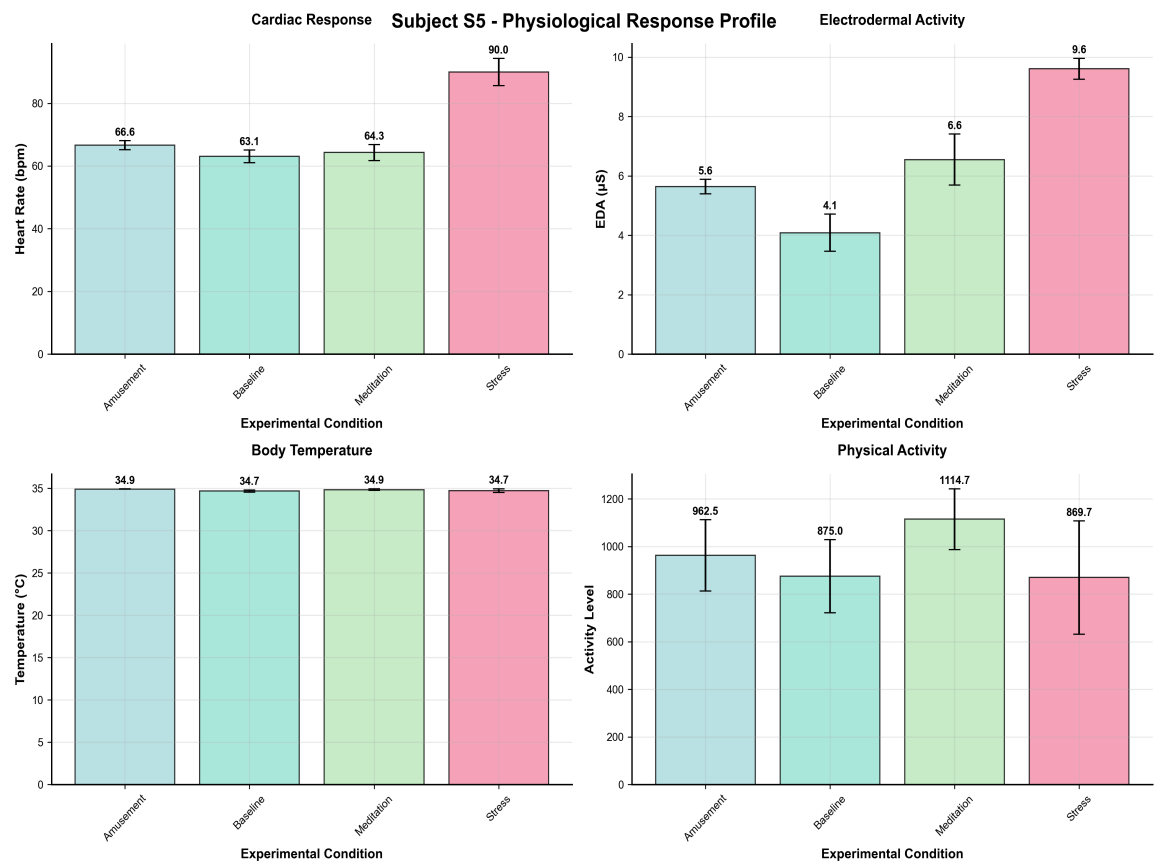 Cardiac Response
Subject S5 - Physiological Response Profile
Electrodermal Activity
Heart Rate (bpm)
0
20
40
60
80
66.6
63.1
64.3
90.0
Amusement
Baseline
Meditation
Stress
Experimental Condition
EDA (μS)
0
2
4
6
8
10
5.6
4.1
6.6
9.6
Amusement
Baseline
Meditation
Stress
Experimental Condition
Body Temperature
Temperature (°C)
0
5
10
15
20
25
30
35
34.9
34.7
34.9
34.7
Amusement
Baseline
Meditation
Stress
Experimental Condition
Physical Activity
Activity Level
0
200
400
600
800
1000
1200
962.5
875.0
1114.7
869.7
Amusement
Baseline
Meditation
Stress
Experimental Condition